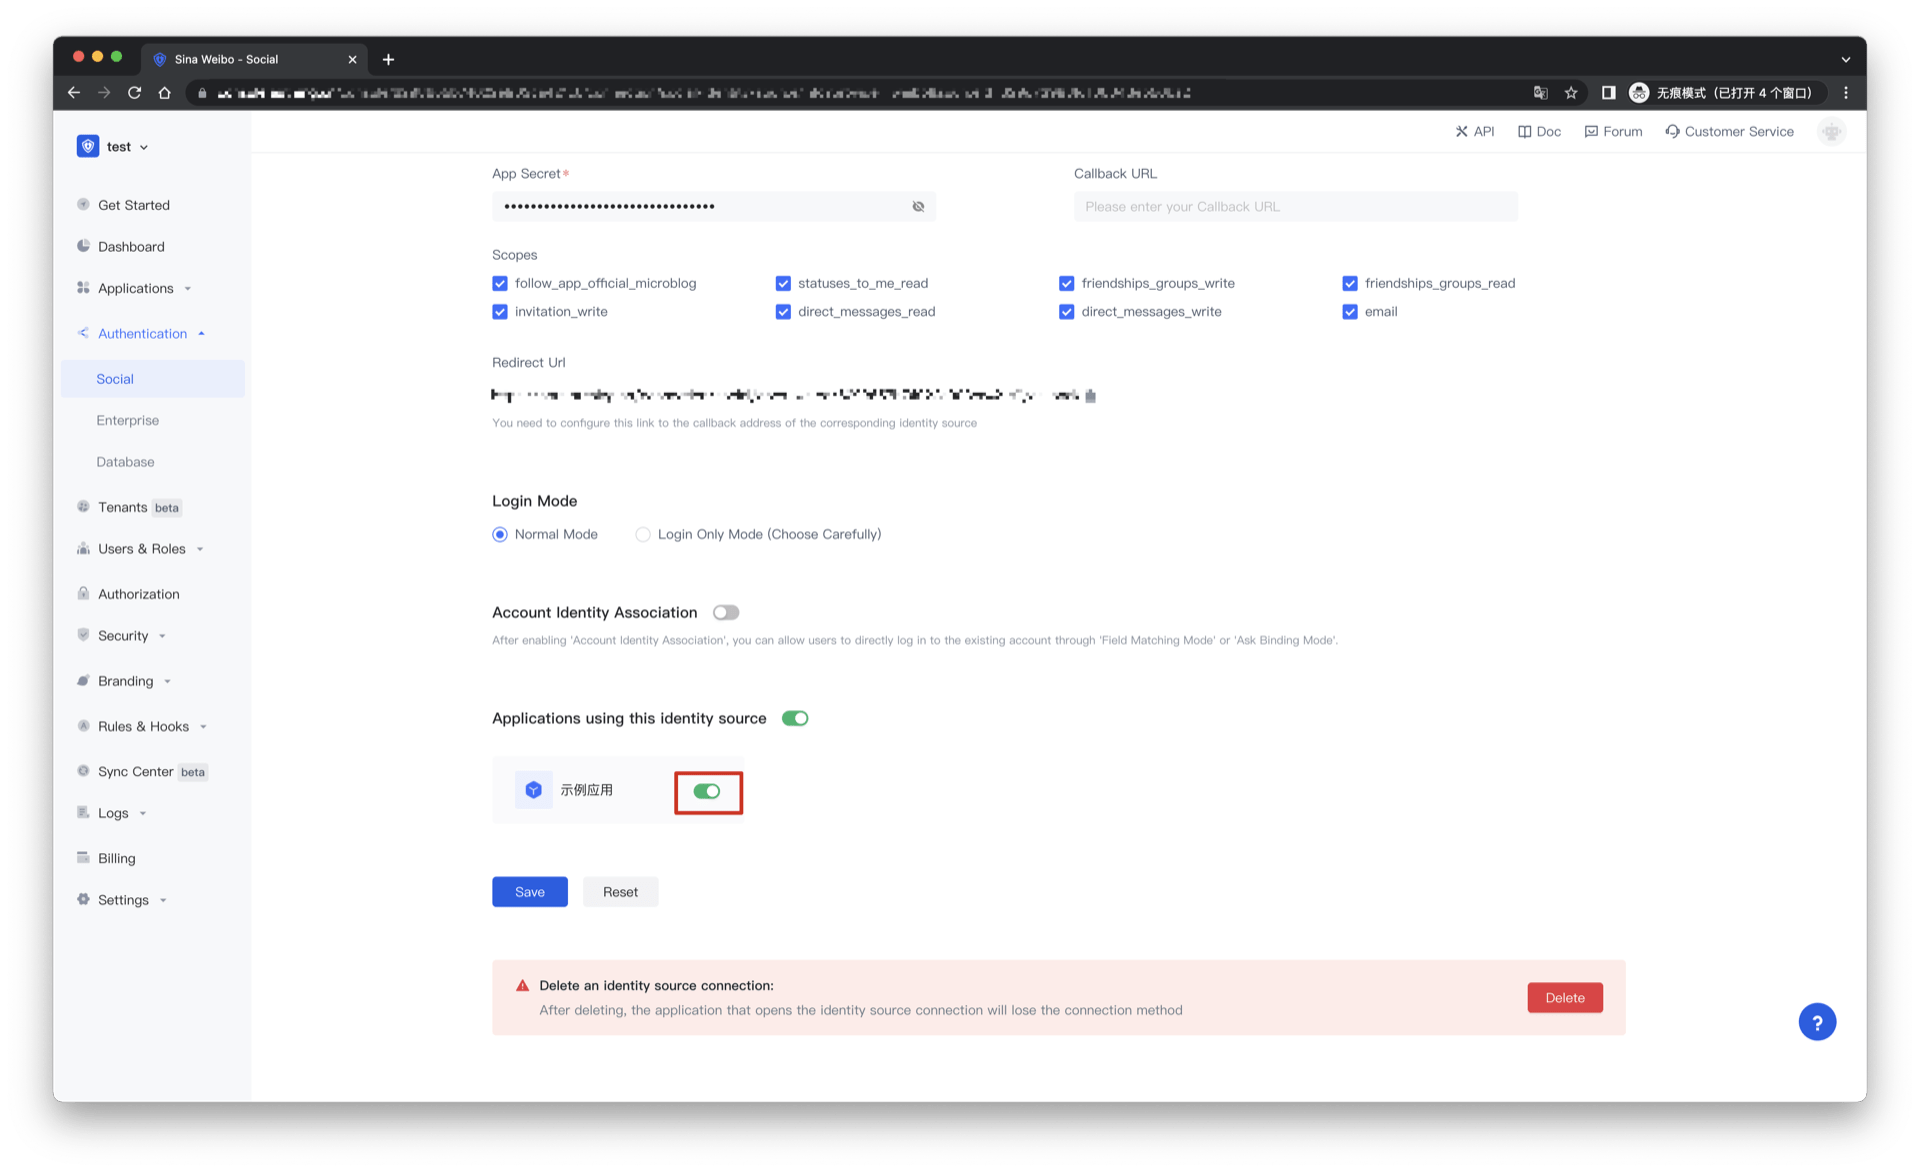 Sina Weibo - Social
无痕模式（已打开 4 个窗口）
test
API
Doc
Forum
Customer Service
Get Started
Dashboard
Applications
Authentication
Social
Enterprise
Database
Tenants beta
Users & Roles
Authorization
Security
Branding
Rules & Hooks
Sync Center beta
Logs
Billing
Settings
App Secret*
••••••••••••••••••••••••••••••••
Callback URL
Please enter your Callback URL
Scopes
follow_app_official_microblog
statuses_to_me_read
friendships_groups_write
friendships_groups_read
invitation_write
direct_messages_read
direct_messages_write
email
Redirect Url
You need to configure this link to the callback address of the corresponding identity source
Login Mode
Normal Mode
Login Only Mode (Choose Carefully)
Account Identity Association
After enabling 'Account Identity Association', you can allow users to directly log in to the existing account through 'Field Matching Mode' or 'Ask Binding Mode'.
Applications using this identity source
示例应用
Save
Reset
Delete an identity source connection:
After deleting, the application that opens the identity source connection will lose the connection method
Delete
?